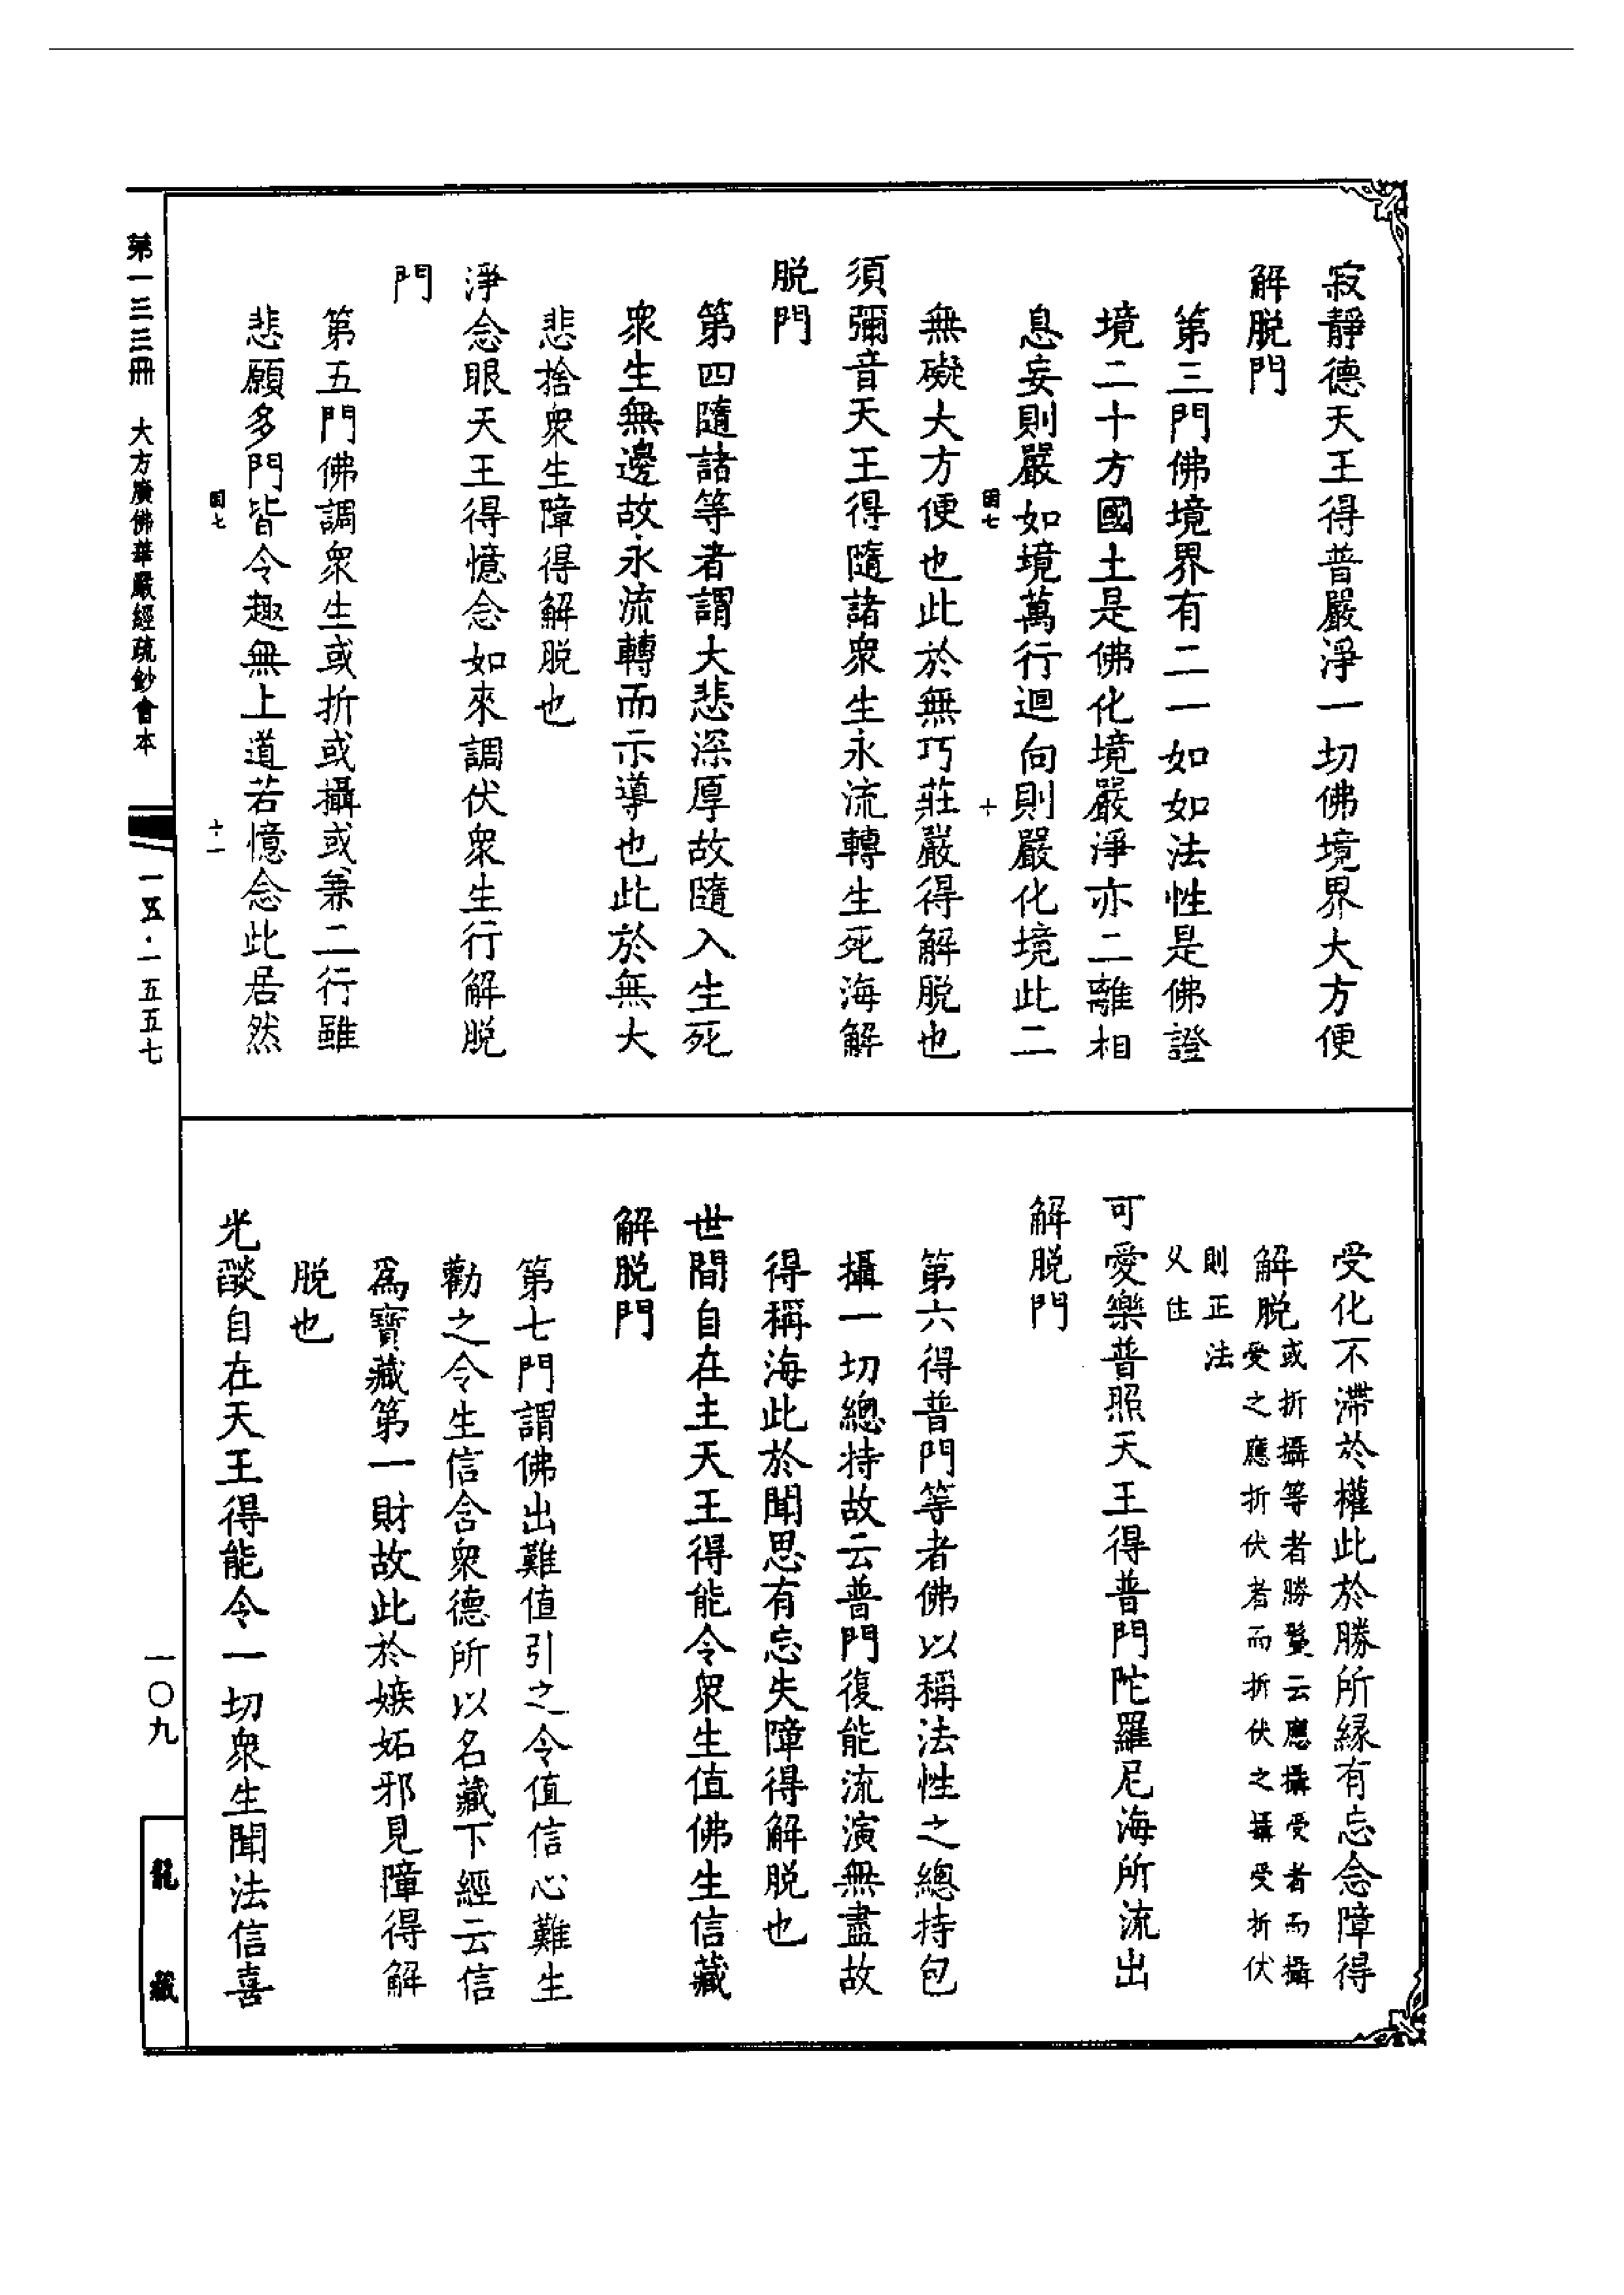 寂靜德天王得普嚴淨一切佛境界大方便
解脫門
第三門佛境界有二一如如法性是佛證
境二十方國土是佛化境嚴淨亦二離相
息妄則嚴如境萬行迴向則嚴化境此二
十
無礙大方便也此於無巧莊嚴得解脫也
須彌音天王得隨諸衆生永流轉生死海解
脫門
第四隨諸等者謂大悲深厚故隨入生死
衆生無邊故永流轉而示導也此於無大
悲捨衆生障得解脫也
淨念眼天王得憶念如來調伏衆生行解脫
門
第五門佛調衆生或折或攝或兼二行雖
悲願多門皆令趣無上道若憶念此居然
十一
受化不滯於權此於勝所緣有忘念障得
解脫
或折攝等者勝鬘云應攝受者而攝
受之應折伏者而折伏之攝受折伏
則正法
久住
可愛樂普照天王得普門陀羅尼海所流出
解脫門
第六得普門等者佛以稱法性之總持包
攝一切總持故云普門復能流演無盡故
得稱海此於聞思有忘失障得解脫也
世間自在主天王得能令衆生值佛生信藏
解脫門
第七門謂佛出難值引之令值信心難生
勸之令生信含衆德所以名藏下經云信
爲寶藏第一財故此於嫉妬邪見障得解
脫也
光燄自在天王得能令一切衆生聞法信喜
第一三三冊 大方廣佛華嚴經疏鈔會本
一五·一五五七
一〇九
龍藏